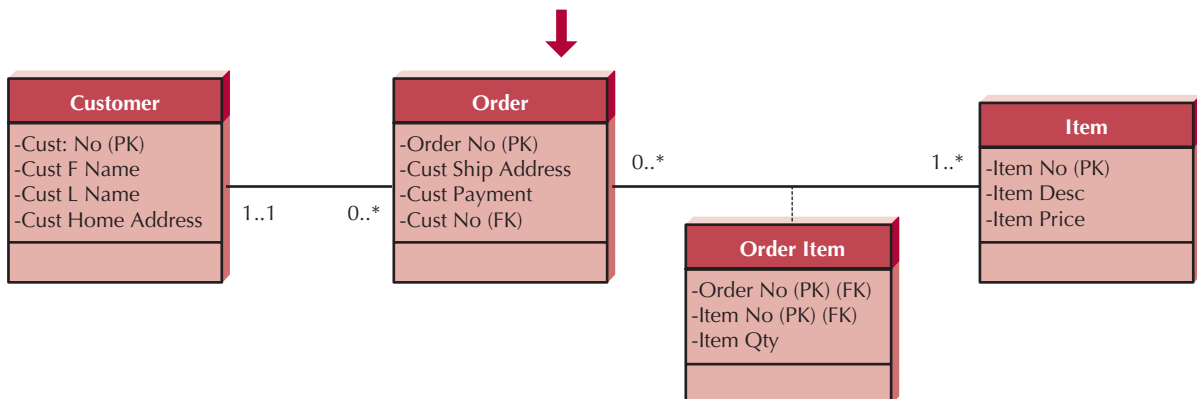 Customer
-Cust: No (PK)
-Cust F Name
-Cust L Name
-Cust Home Address
1..1
0..*
Order
-Order No (PK)
-Cust Ship Address
-Cust Payment
-Cust No (FK)
0..*
1..*
Order Item
-Order No (PK) (FK)
-Item No (PK) (FK)
-Item Qty
Item
-Item No (PK)
-Item Desc
-Item Price